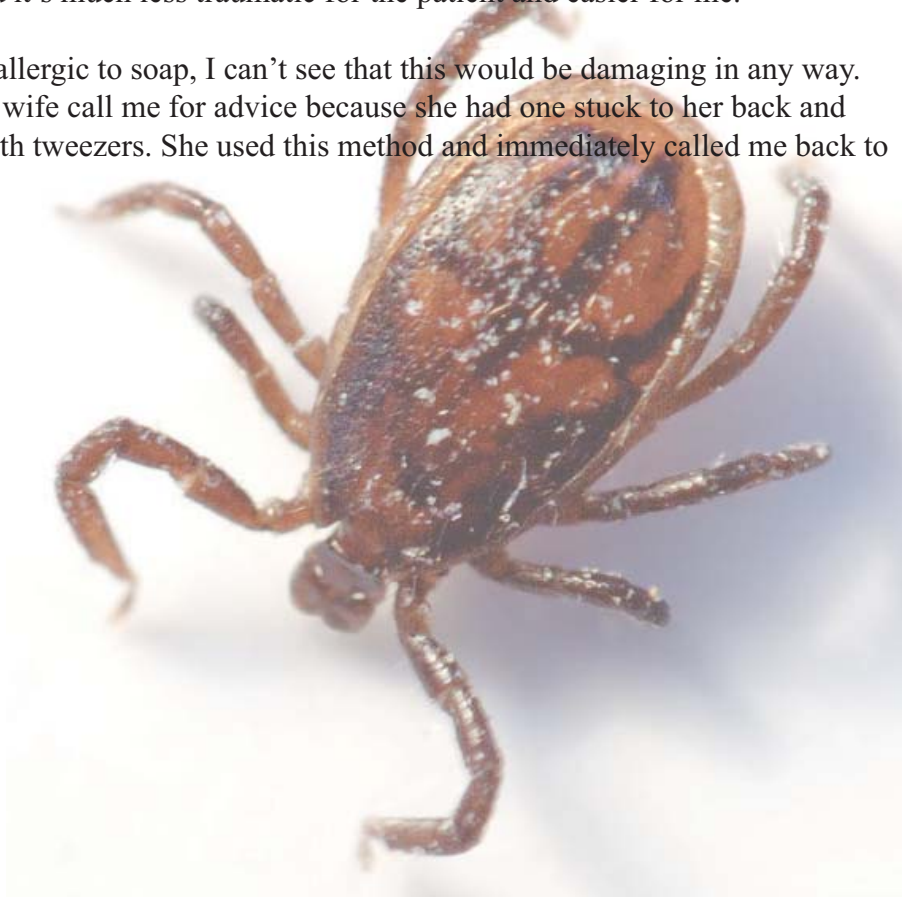 it's much less traumatic for the patient and easier for me.
allergic to soap, I can't see that this would be damaging in any way.
wife call me for advice because she had one stuck to her back and
th tweezers. She used this method and immediately called me back to